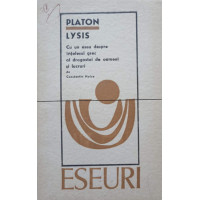 PLATON
LYSIS
Cu un eseu despre
înțelesul grec
al dragostei de oameni
și lucruri
de
Constantin Noica
ESEURI